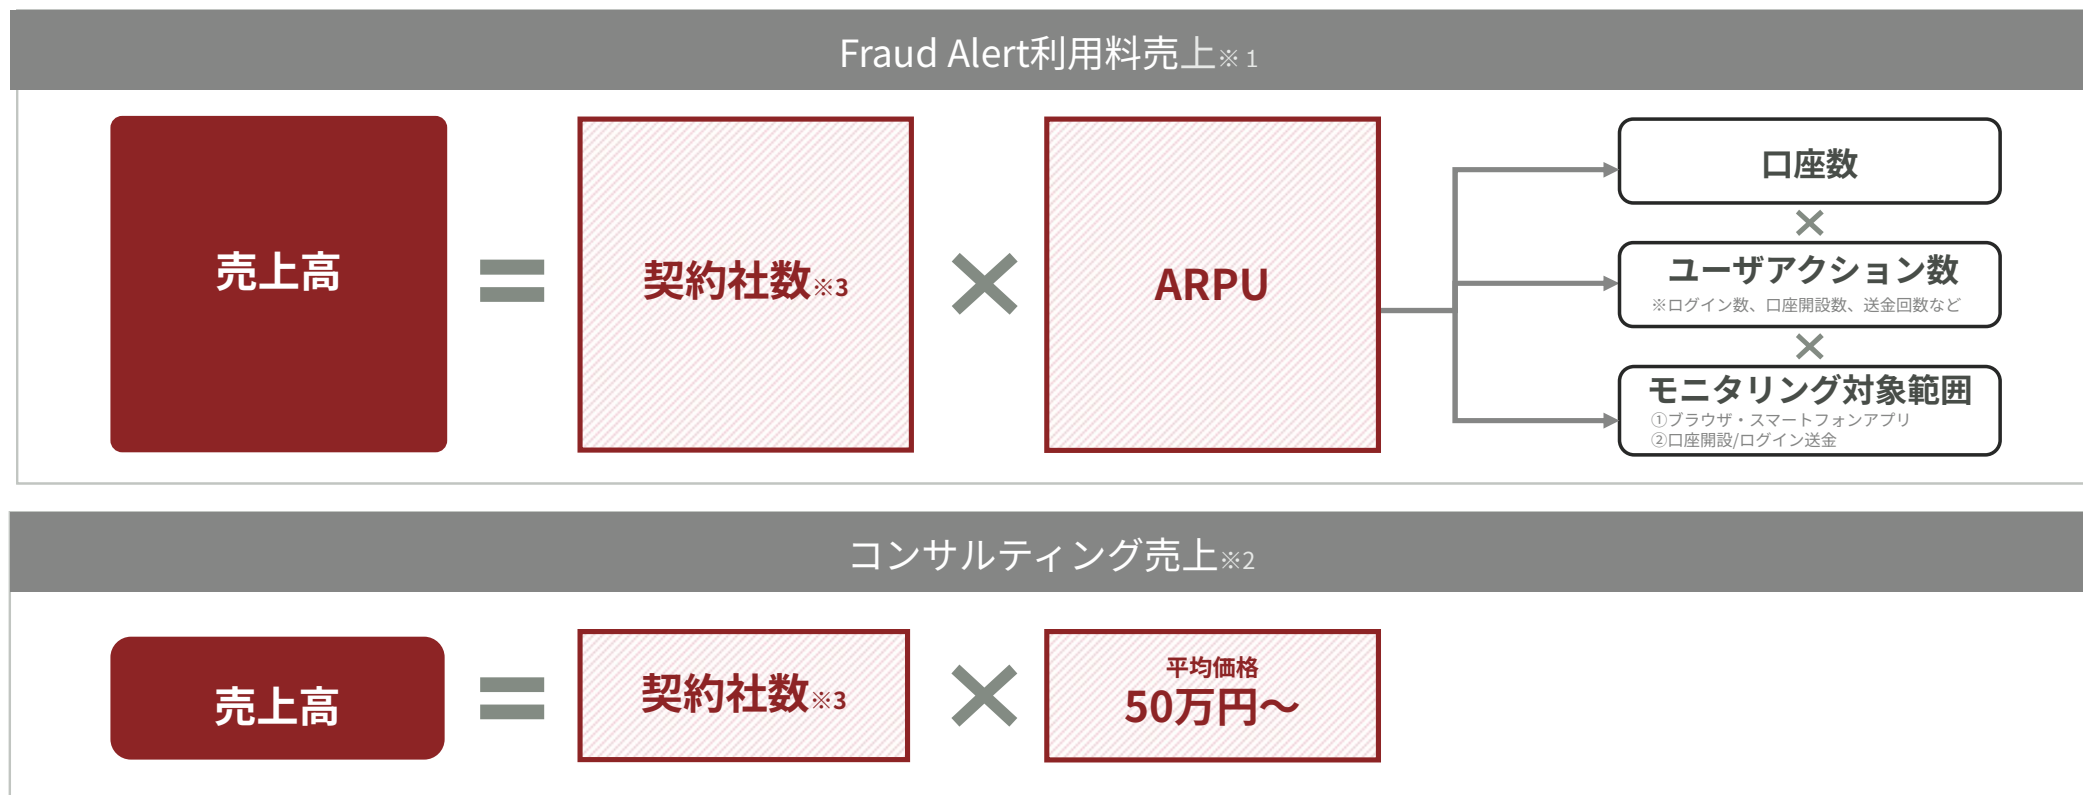 Fraud Alert利用料売上※1
売上高
=
契約社数※3
×
ARPU
口座数
×
ユーザアクション数
※ログイン数、口座開設数、送金回数など
×
モニタリング対象範囲
①ブラウザ・スマートフォンアプリ
②口座開設/ログイン送金
コンサルティング売上※2
売上高
=
契約社数※3
×
平均価格
50万円〜